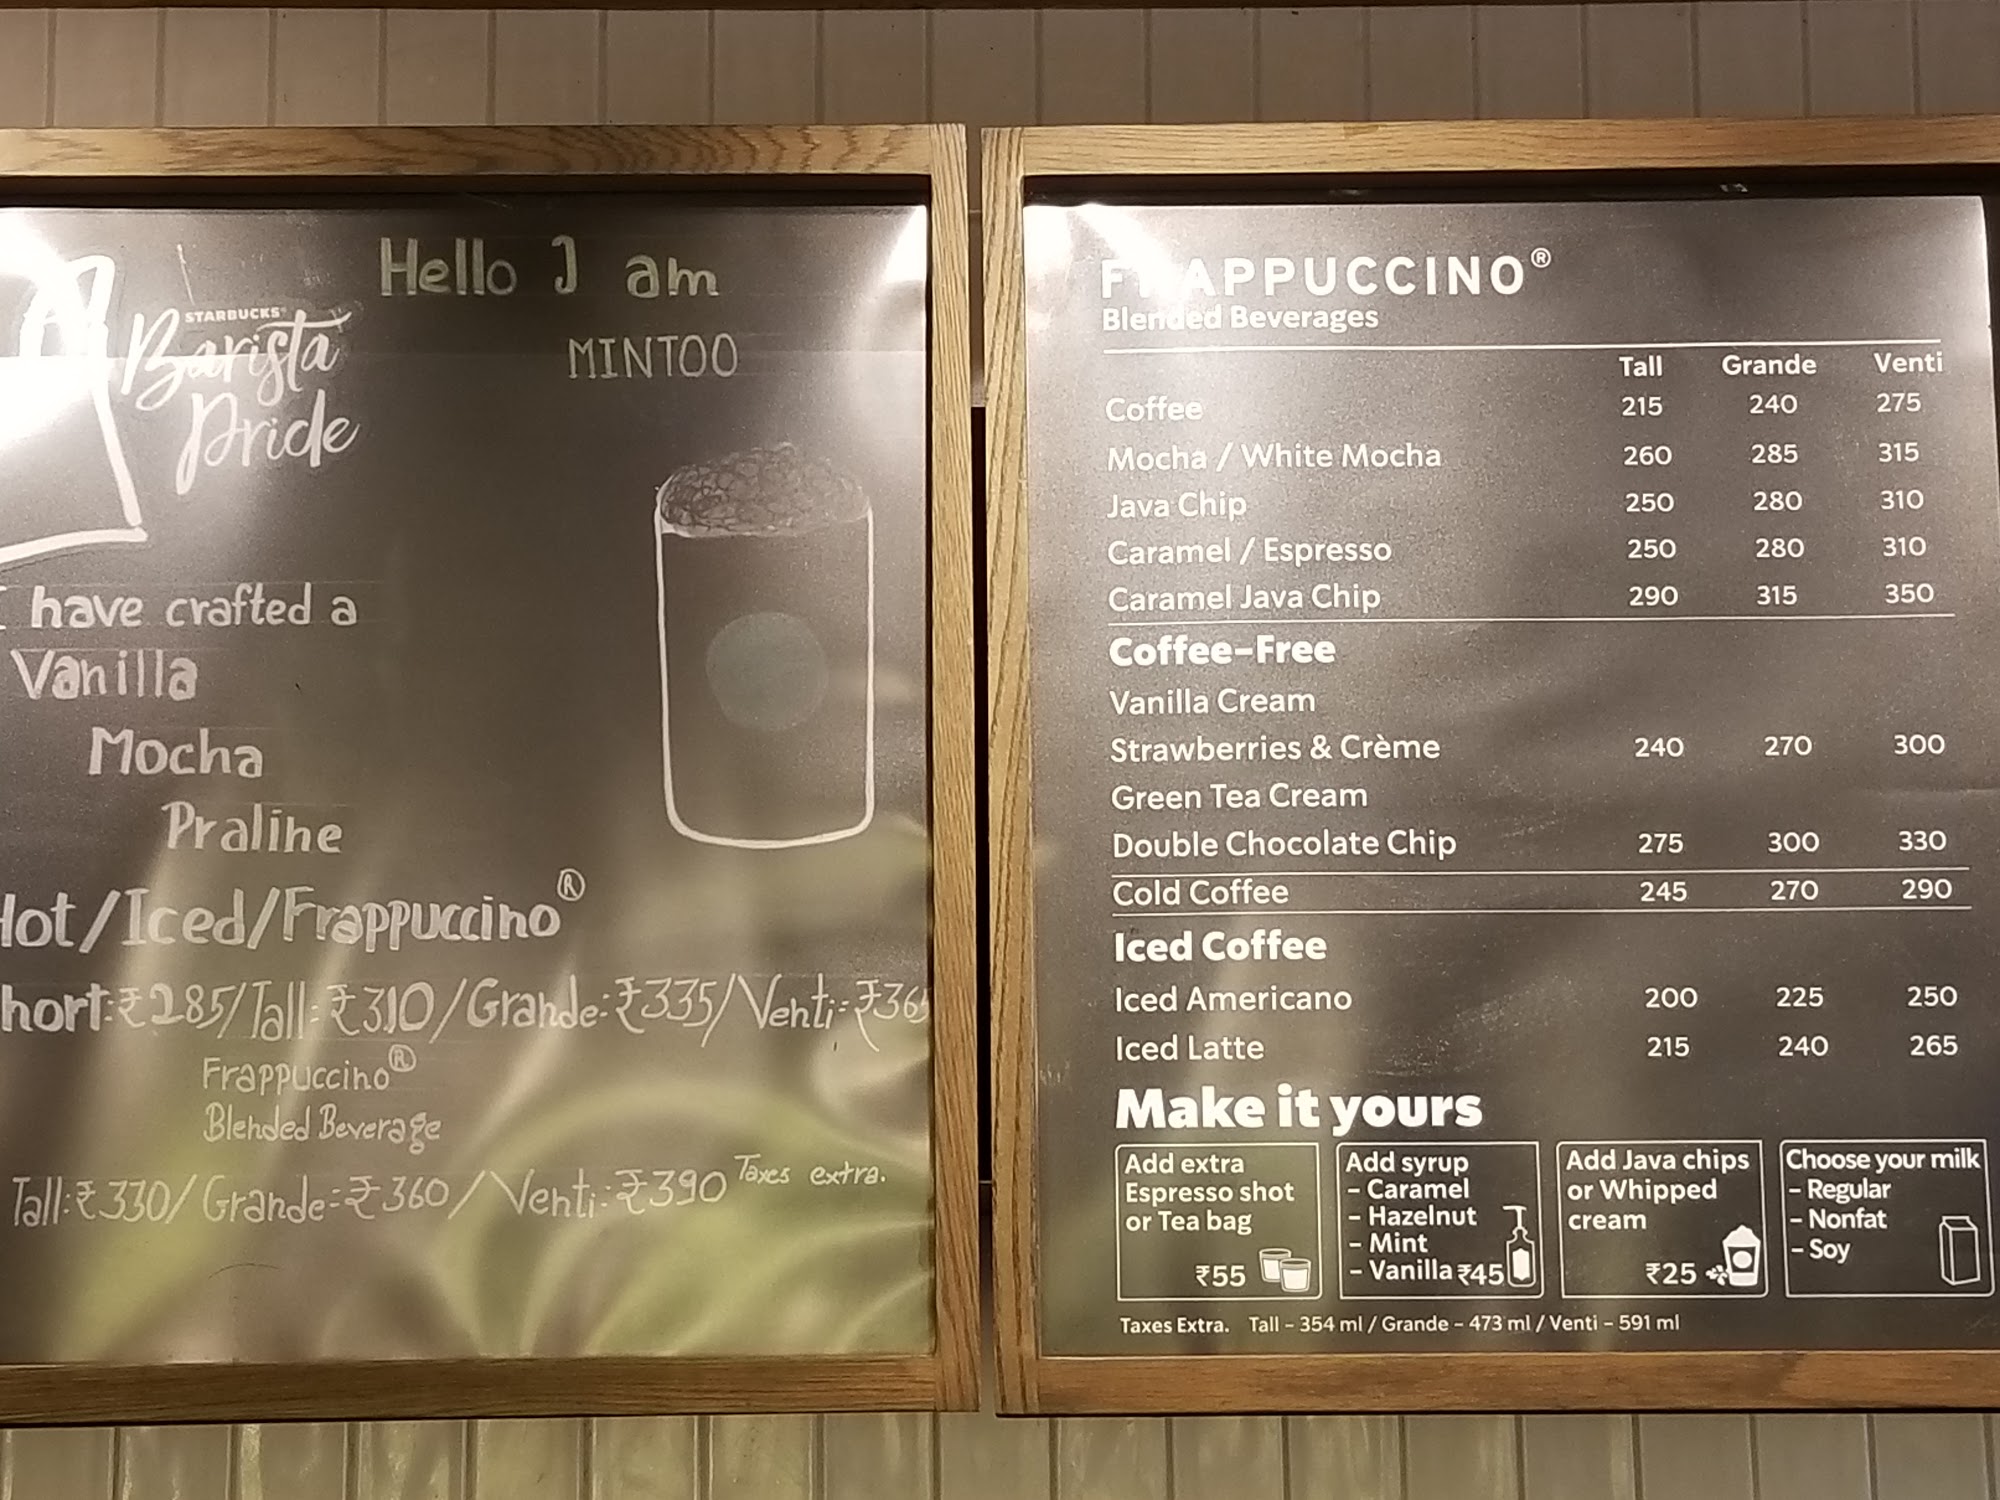 Hello I am
MINTOO
STARBUCKS®
Barista
Pride
I have crafted a
Vanilla
Mocha
Praline
Hot/Iced/Frappuccino®
Short:₹285/Tall:₹310/Grande:₹335/Venti:₹365
Frappuccino®
Blended Beverage
Tall:₹330/Grande:₹360/Venti:₹390 Taxes extra.
FRAPPUCCINO®
Blended Beverages
Tall Grande Venti
Coffee 215 240 275
Mocha / White Mocha 260 285 315
Java Chip 250 280 310
Caramel / Espresso 250 280 310
Caramel Java Chip 290 315 350
Coffee-Free
Vanilla Cream
Strawberries & Crème 240 270 300
Green Tea Cream
Double Chocolate Chip 275 300 330
Cold Coffee 245 270 290
Iced Coffee
Iced Americano 200 225 250
Iced Latte 215 240 265
Make it yours
Add extra
Espresso shot
or Tea bag
₹55
Add syrup
- Caramel
- Hazelnut
- Mint
- Vanilla ₹45
Add Java chips
or Whipped
cream
₹25
Choose your milk
- Regular
- Nonfat
- Soy
Taxes Extra. Tall - 354 ml / Grande - 473 ml / Venti - 591 ml